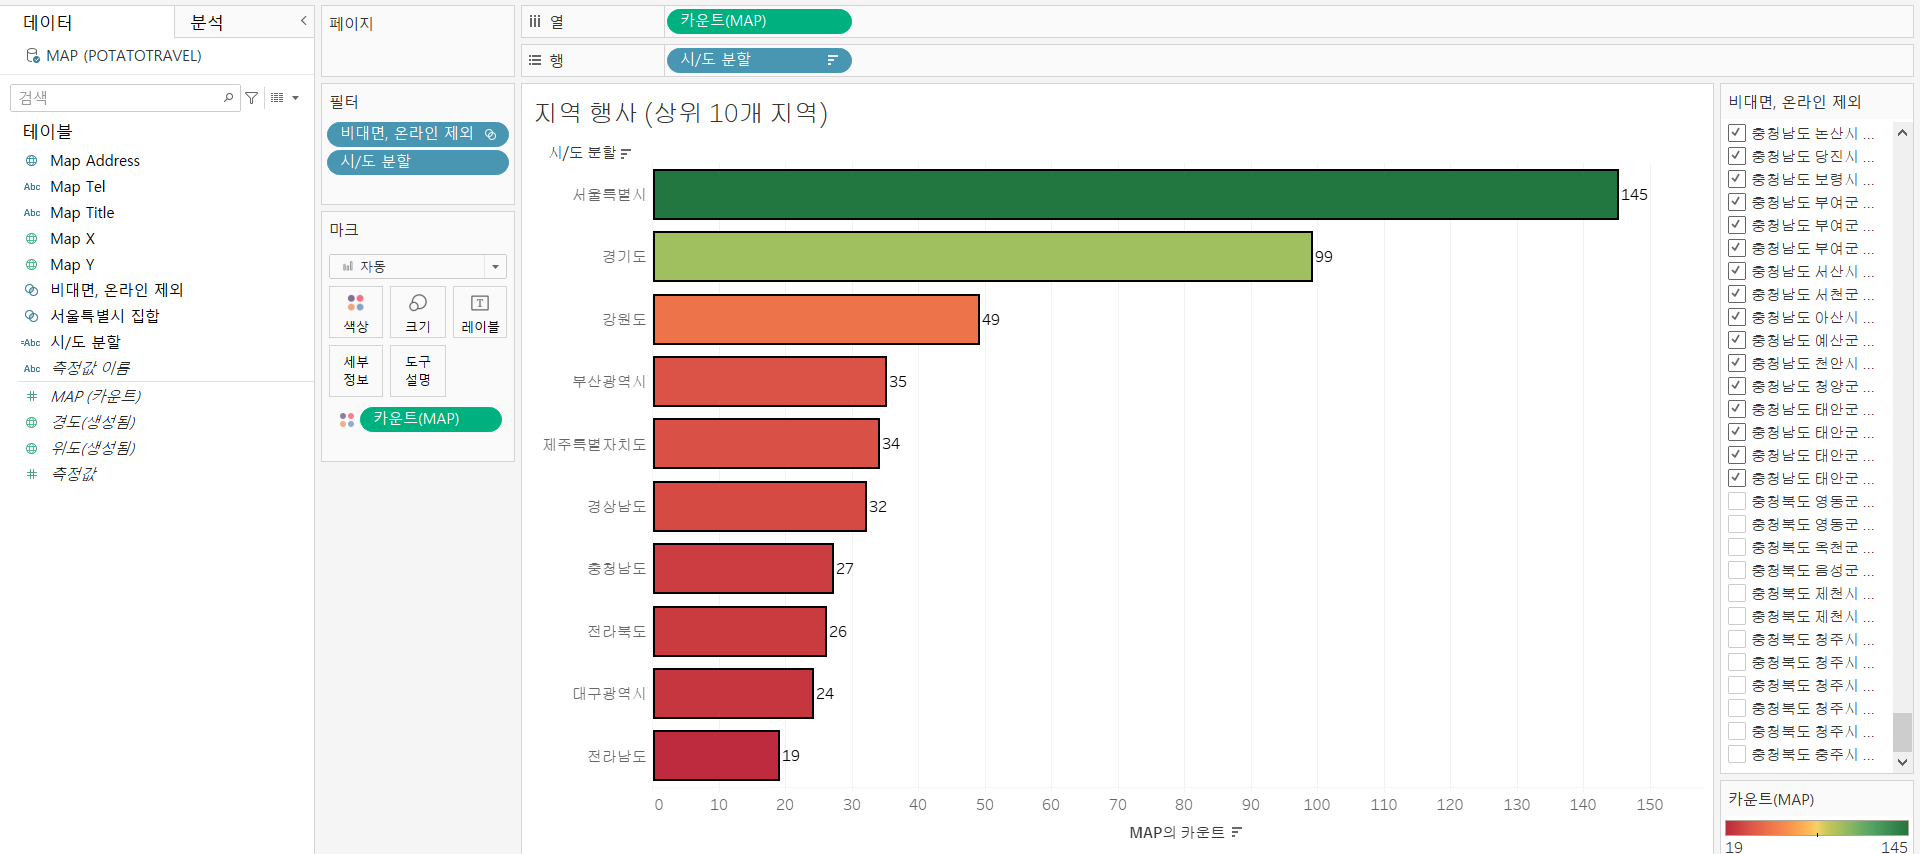 데이터
분석
MAP (POTATOTRAVEL)
검색
테이블
Map Address
Abc Map Tel
Abc Map Title
Map X
Map Y
비대면, 온라인 제외
서울특별시 집합
=Abc 시/도 분할
Abc 측정값 이름
MAP (카운트)
경도(생성됨)
위도(생성됨)
측정값
페이지
필터
비대면, 온라인 제외
시/도 분할
마크
자동
색상
크기
레이블
세부
정보
도구
설명
카운트(MAP)
열
카운트(MAP)
행
시/도 분할
지역 행사 (상위 10개 지역)
시/도 분할
서울특별시 145
경기도 99
강원도 49
부산광역시 35
제주특별자치도 34
경상남도 32
충청남도 27
전라북도 26
대구광역시 24
전라남도 19
0 10 20 30 40 50 60 70 80 90 100 110 120 130 140 150
MAP의 카운트
비대면, 온라인 제외
충청남도 논산시 ...
충청남도 당진시 ...
충청남도 보령시 ...
충청남도 부여군 ...
충청남도 부여군 ...
충청남도 부여군 ...
충청남도 서산시 ...
충청남도 서천군 ...
충청남도 아산시 ...
충청남도 예산군 ...
충청남도 천안시 ...
충청남도 청양군 ...
충청남도 태안군 ...
충청남도 태안군 ...
충청남도 태안군 ...
충청남도 태안군 ...
충청북도 영동군 ...
충청북도 영동군 ...
충청북도 옥천군 ...
충청북도 음성군 ...
충청북도 제천시 ...
충청북도 제천시 ...
충청북도 청주시 ...
충청북도 청주시 ...
충청북도 청주시 ...
충청북도 청주시 ...
충청북도 청주시 ...
충청북도 충주시 ...
카운트(MAP)
19 145